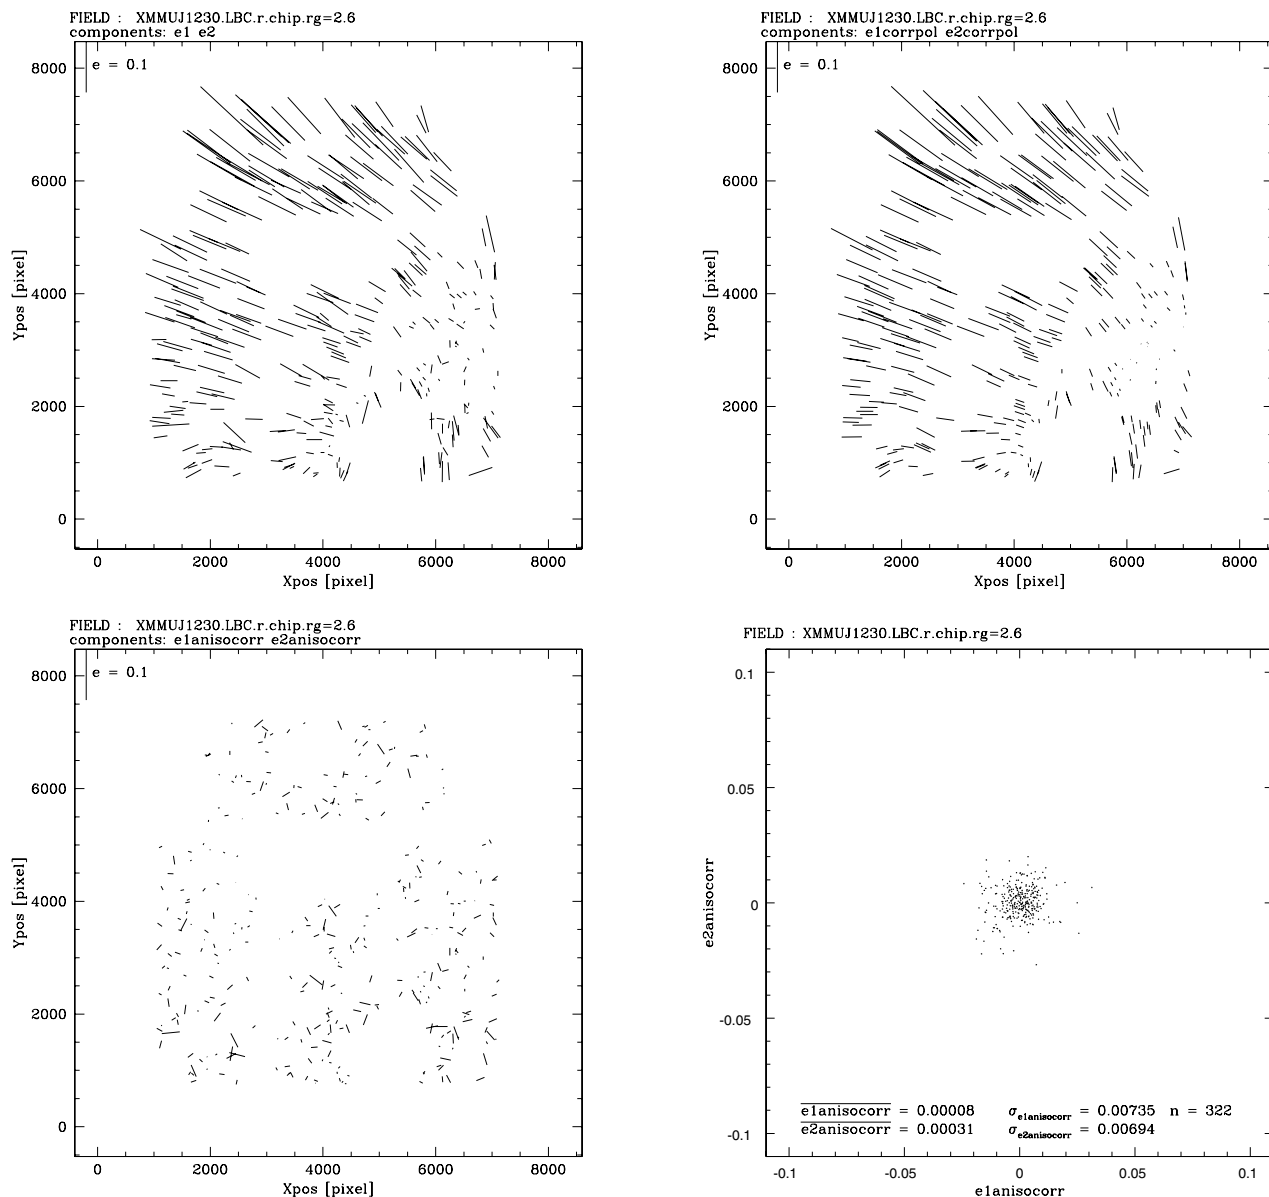 FIELD : XMMUJ1230.LBC.r.chip.rg=2.6
components: e1 e2
e = 0.1
8000
6000
4000
2000
0
Ypos [pixel]
0 2000 4000 6000 8000
Xpos [pixel]
FIELD : XMMUJ1230.LBC.r.chip.rg=2.6
components: e1corrpol e2corrpol
e = 0.1
8000
6000
4000
2000
0
Ypos [pixel]
0 2000 4000 6000 8000
Xpos [pixel]
FIELD : XMMUJ1230.LBC.r.chip.rg=2.6
components: e1anisocorr e2anisocorr
e = 0.1
8000
6000
4000
2000
0
Ypos [pixel]
0 2000 4000 6000 8000
Xpos [pixel]
FIELD : XMMUJ1230.LBC.r.chip.rg=2.6
0.1
0.05
0
-0.05
-0.1
e2anisocorr
e1anisocorr = 0.00008 σe1anisocorr = 0.00735 n = 322
e2anisocorr = 0.00031 σe2anisocorr = 0.00694
-0.1 -0.05 0 0.05 0.1
e1anisocorr